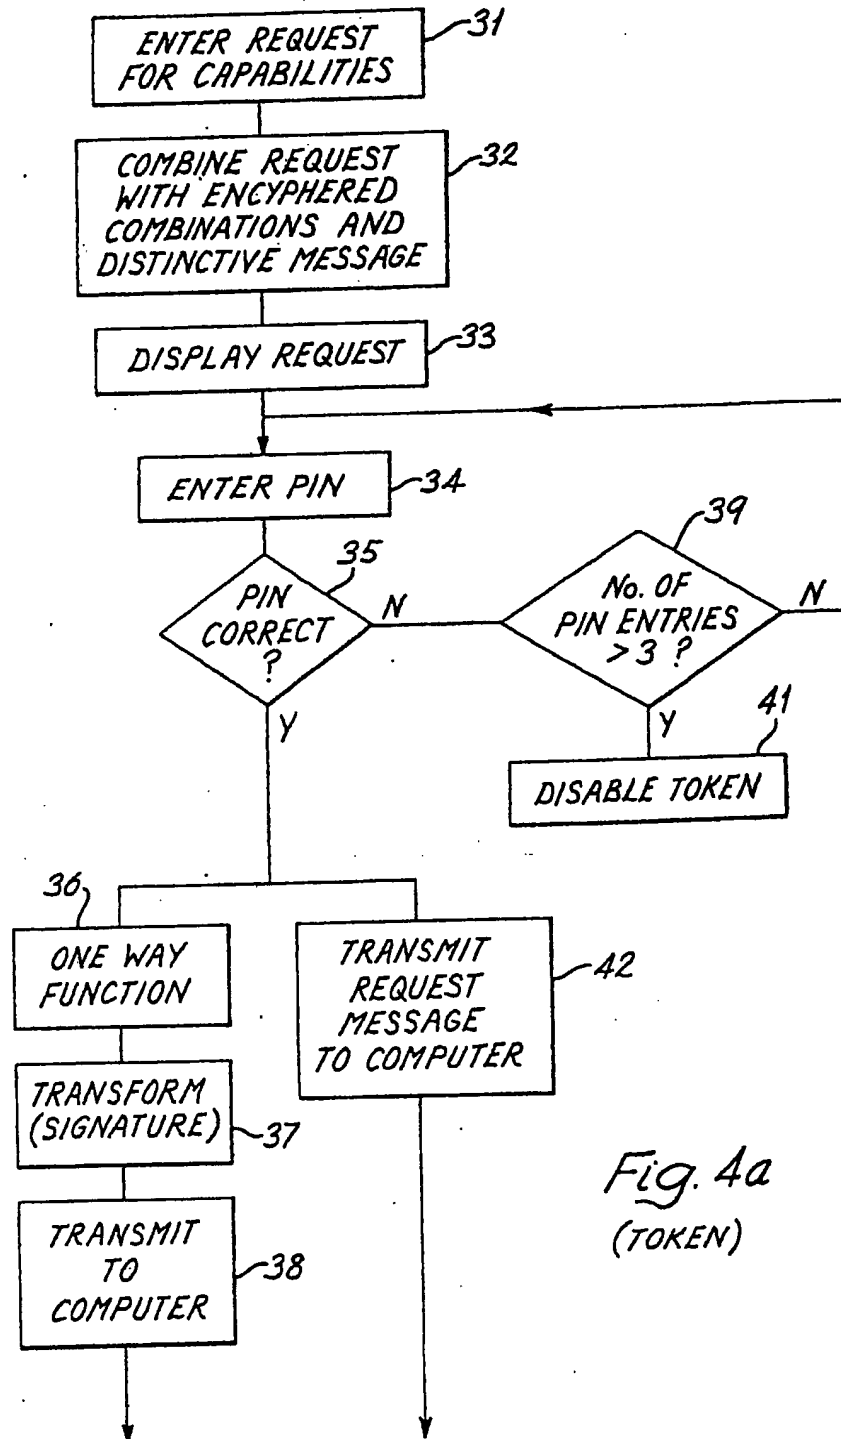 ENTER REQUEST
FOR CAPABILITIES
31
COMBINE REQUEST
WITH ENCYPHERED
COMBINATIONS AND
DISTINCTIVE MESSAGE
32
DISPLAY REQUEST
33
ENTER PIN
34
PIN
CORRECT
?
35
N
Y
No. OF
PIN ENTRIES
> 3 ?
39
N
Y
DISABLE TOKEN
41
36
ONE WAY
FUNCTION
TRANSFORM
(SIGNATURE)
37
TRANSMIT
TO
COMPUTER
38
TRANSMIT
REQUEST
MESSAGE
TO COMPUTER
42
Fig. 4a
(TOKEN)